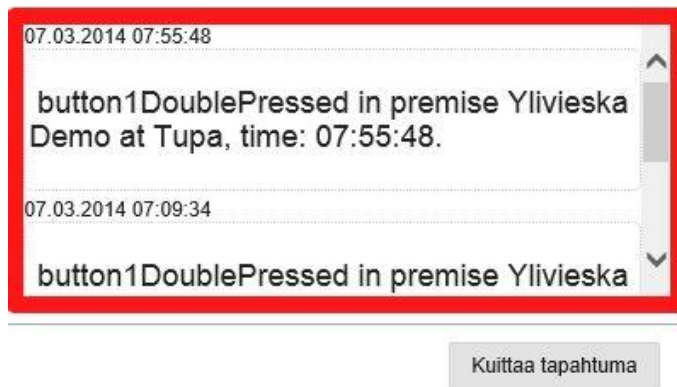 07.03.2014 07:55:48
button1DoublePressed in premise Ylivieska
Demo at Tupa, time: 07:55:48.
07.03.2014 07:09:34
button1DoublePressed in premise Ylivieska
Kuittaa tapahtuma